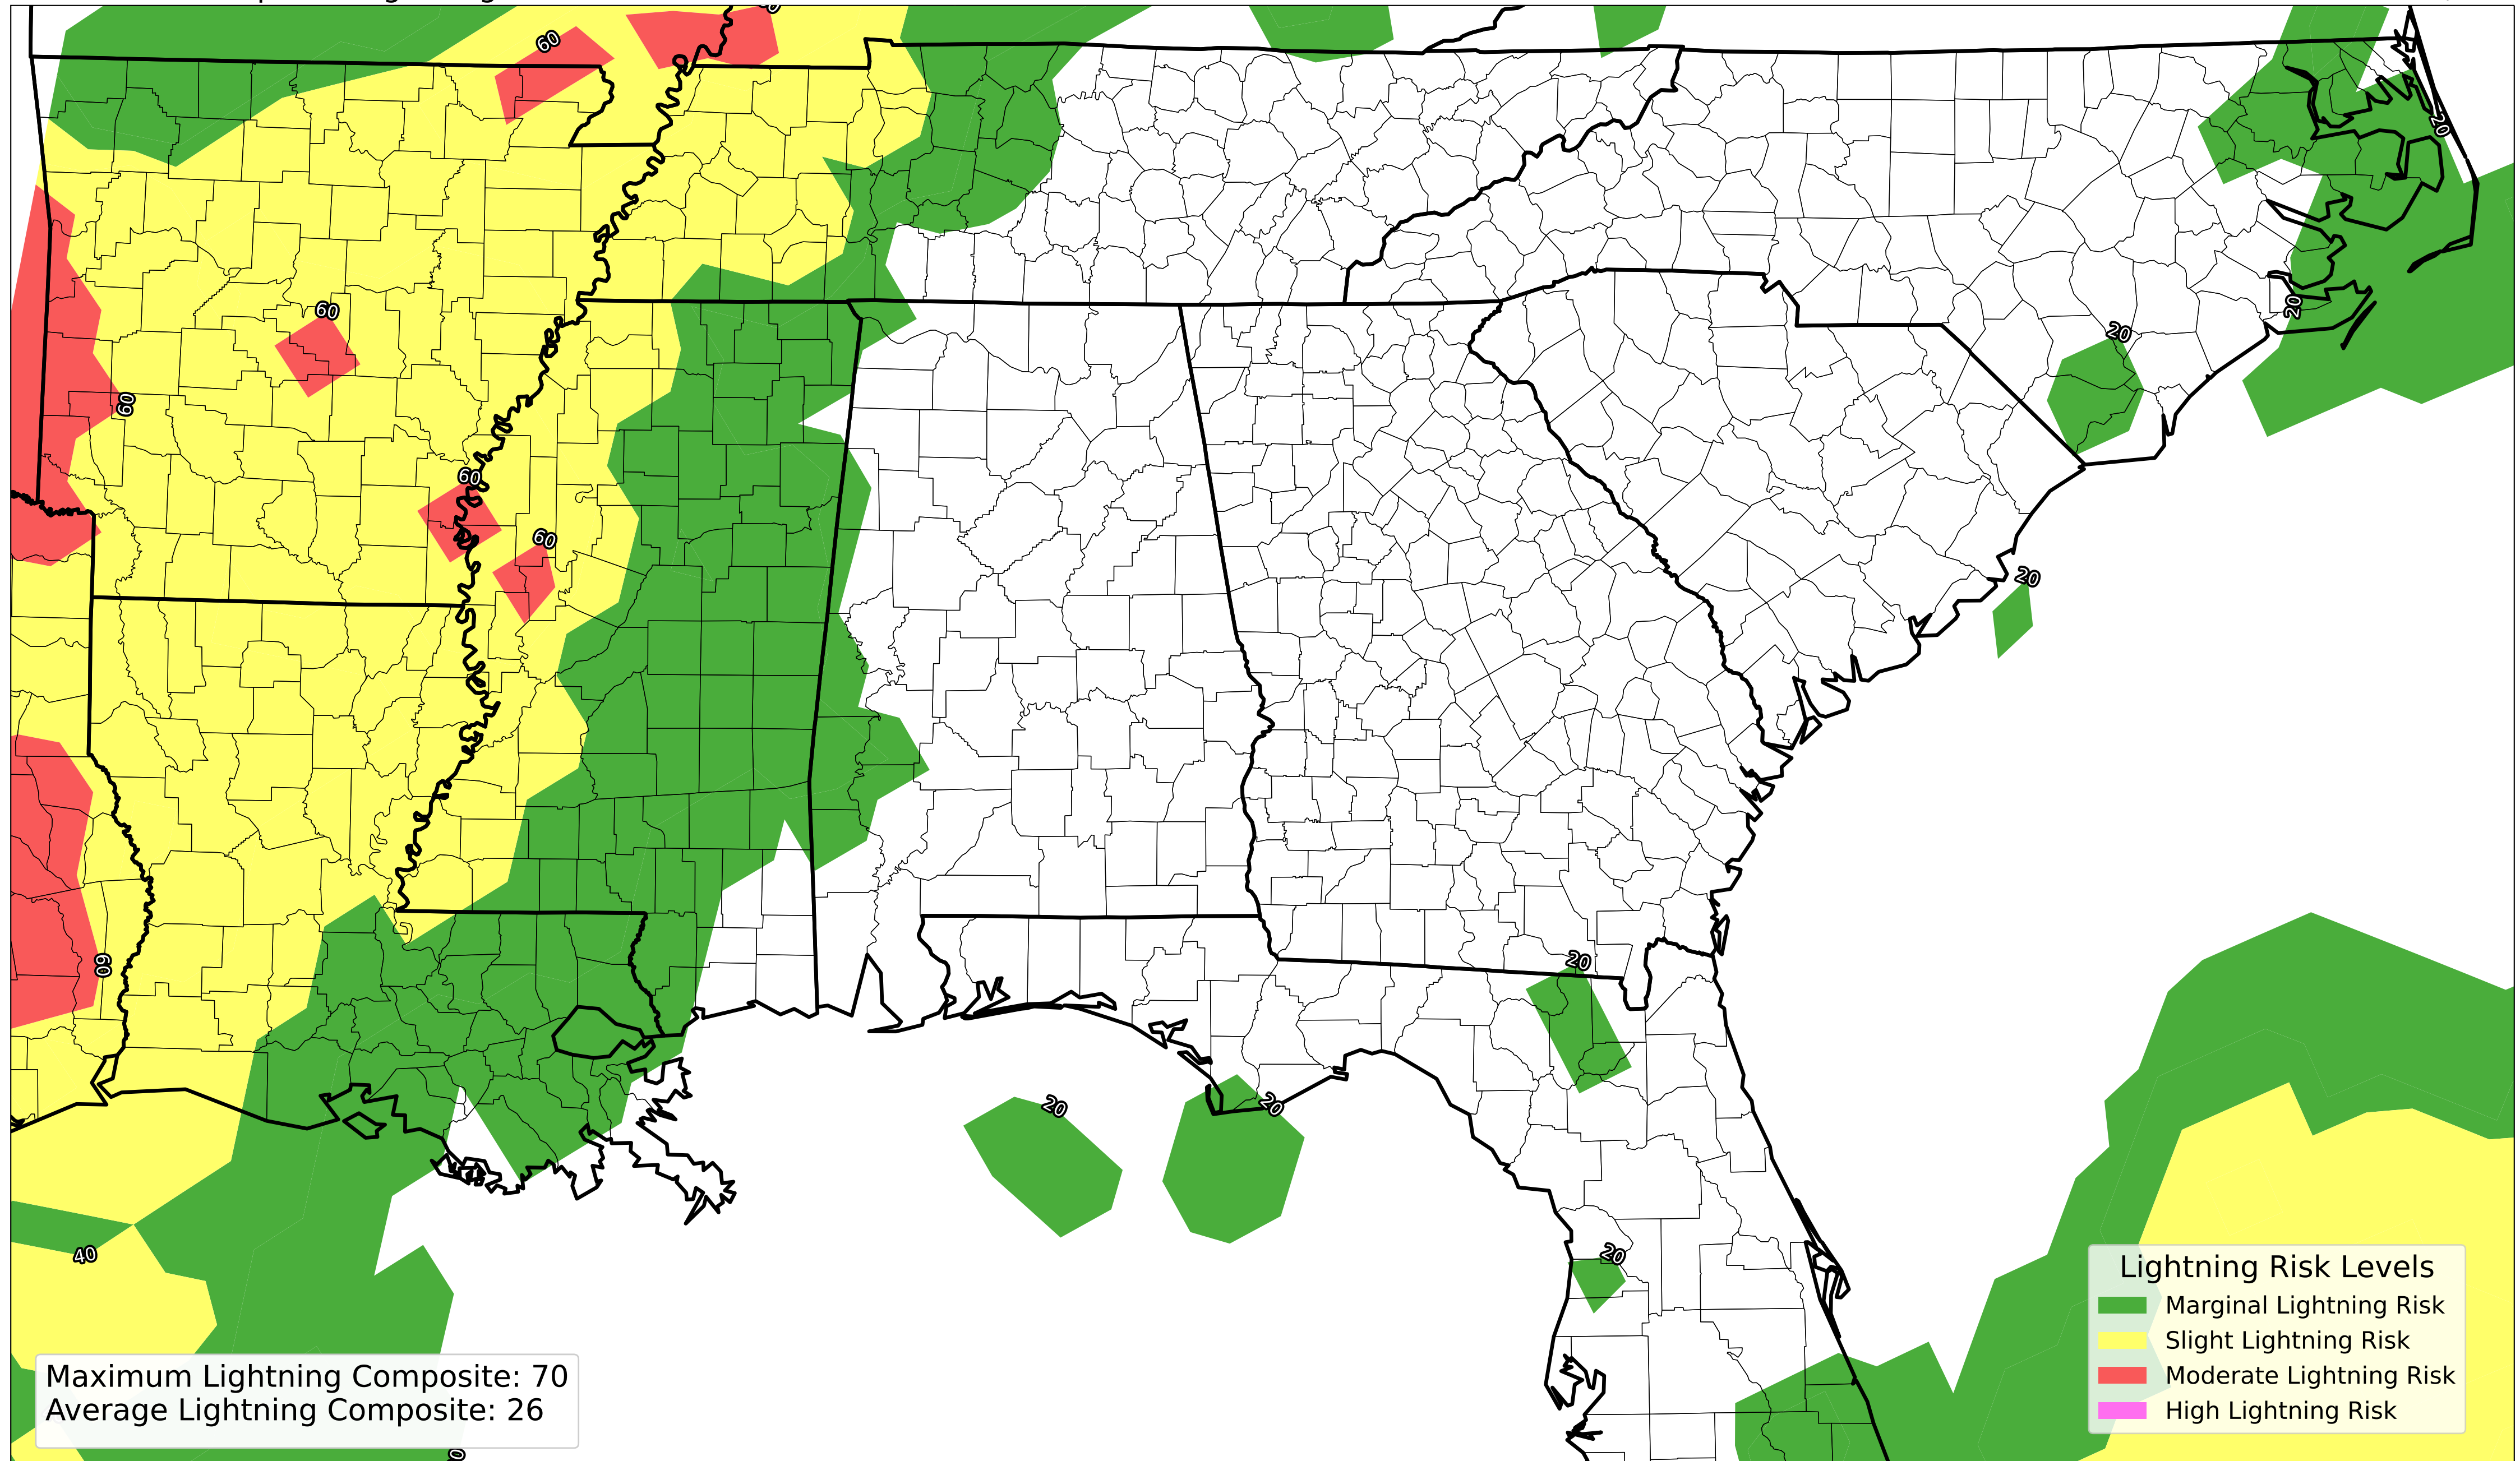 60
20
60
20
20
60
60
60
20
20
60
20
20
40
20
Lightning Risk Levels
Marginal Lightning Risk
Slight Lightning Risk
Moderate Lightning Risk
High Lightning Risk
Maximum Lightning Composite: 70
Average Lightning Composite: 26